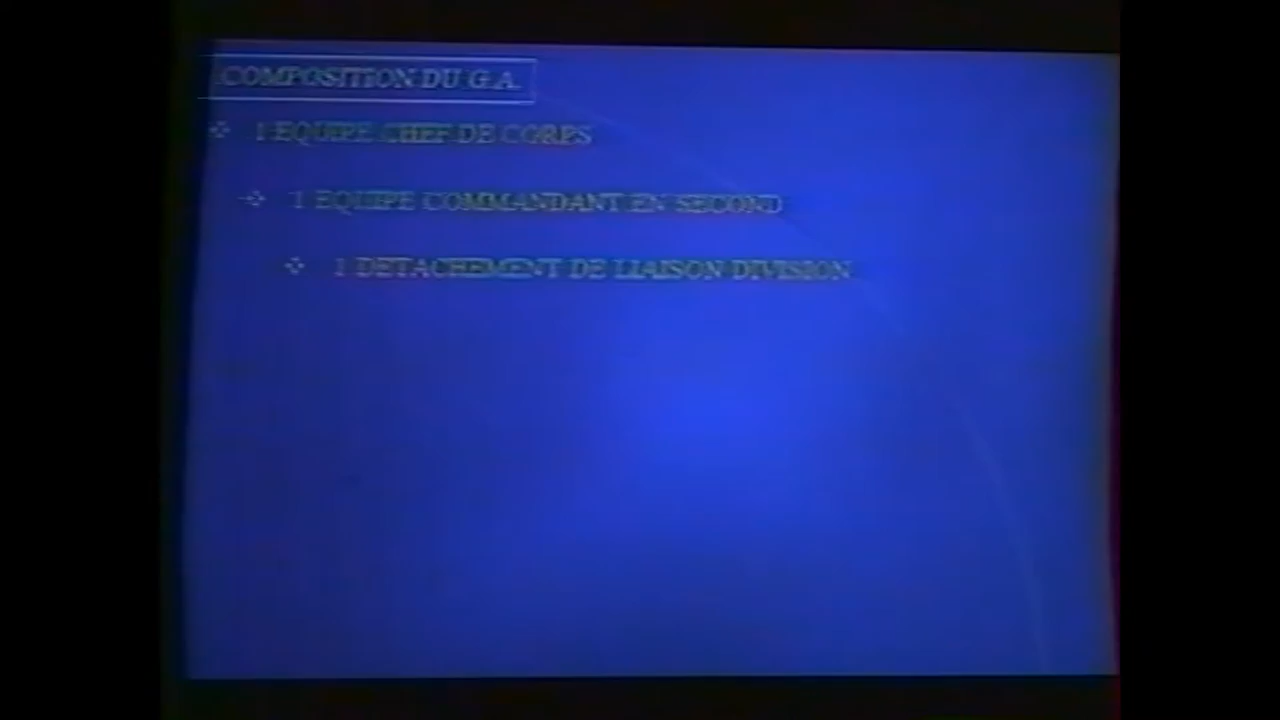 COMPOSITION DU G.A.
1 EQUIPE CHEF DE CORPS
1 EQUIPE COMMANDANT EN SECOND
1 DETACHEMENT DE LIAISON DIVISION